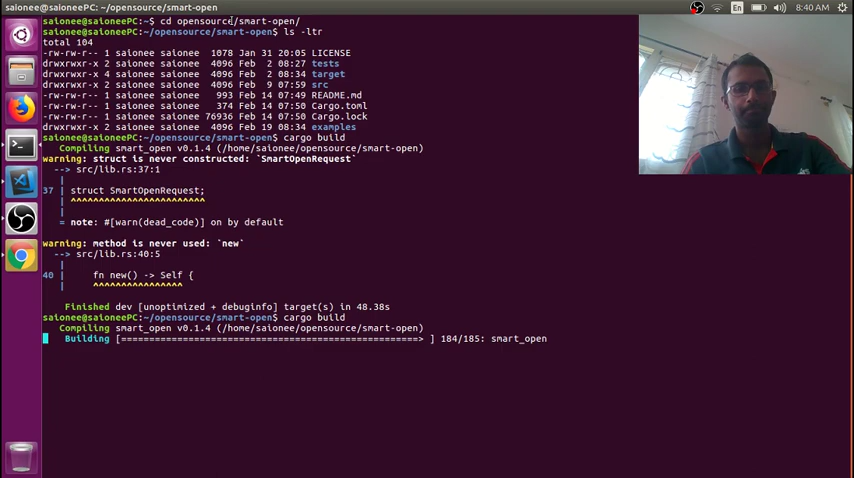 saionee@saioneePC: ~/opensource/smart-open
En
8:40 AM
saionee@saioneePC:~$ cd opensource/smart-open/
saionee@saioneePC:~/opensource/smart-open$ ls -ltr
total 104
-rw-rw-r-- 1 saionee saionee  1078 Jan 31 20:05 LICENSE
drwxrwxr-x 2 saionee saionee  4096 Feb  2 08:27 tests
drwxrwxr-x 4 saionee saionee  4096 Feb  2 08:34 target
drwxrwxr-x 2 saionee saionee  4096 Feb  9 07:59 src
-rw-rw-r-- 1 saionee saionee   993 Feb 14 07:49 README.md
-rw-rw-r-- 1 saionee saionee   374 Feb 14 07:50 Cargo.toml
-rw-rw-r-- 1 saionee saionee 76936 Feb 14 07:50 Cargo.lock
drwxrwxr-x 2 saionee saionee  4096 Feb 19 08:34 examples
saionee@saioneePC:~/opensource/smart-open$ cargo build
   Compiling smart_open v0.1.4 (/home/saionee/opensource/smart-open)
warning: struct is never constructed: `SmartOpenRequest`
  --> src/lib.rs:37:1
   |
37 | struct SmartOpenRequest;
   | ^^^^^^^^^^^^^^^^^^^^^^^^
   |
   = note: #[warn(dead_code)] on by default
warning: method is never used: `new`
  --> src/lib.rs:40:5
   |
40 |     fn new() -> Self {
   |     ^^^^^^^^^^^^^^^^
    Finished dev [unoptimized + debuginfo] target(s) in 48.38s
saionee@saioneePC:~/opensource/smart-open$ cargo build
   Compiling smart_open v0.1.4 (/home/saionee/opensource/smart-open)
    Building [=====================================================> ] 184/185: smart_open